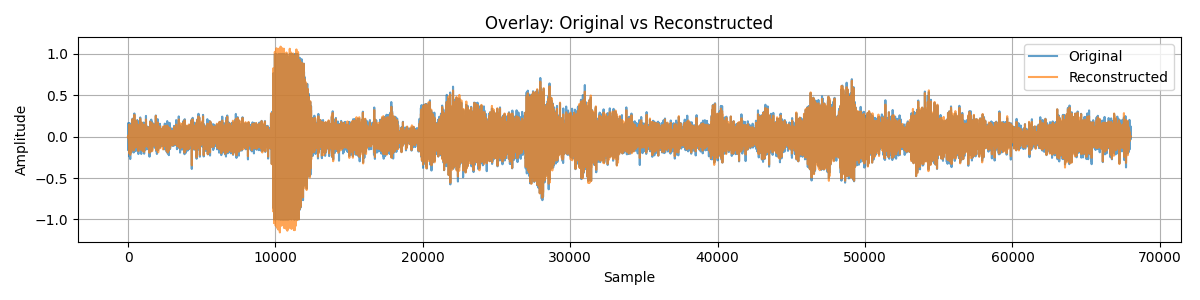 Overlay: Original vs Reconstructed
Original
Reconstructed
Amplitude
1.0
0.5
0.0
−0.5
−1.0
0 10000 20000 30000 40000 50000 60000 70000
Sample